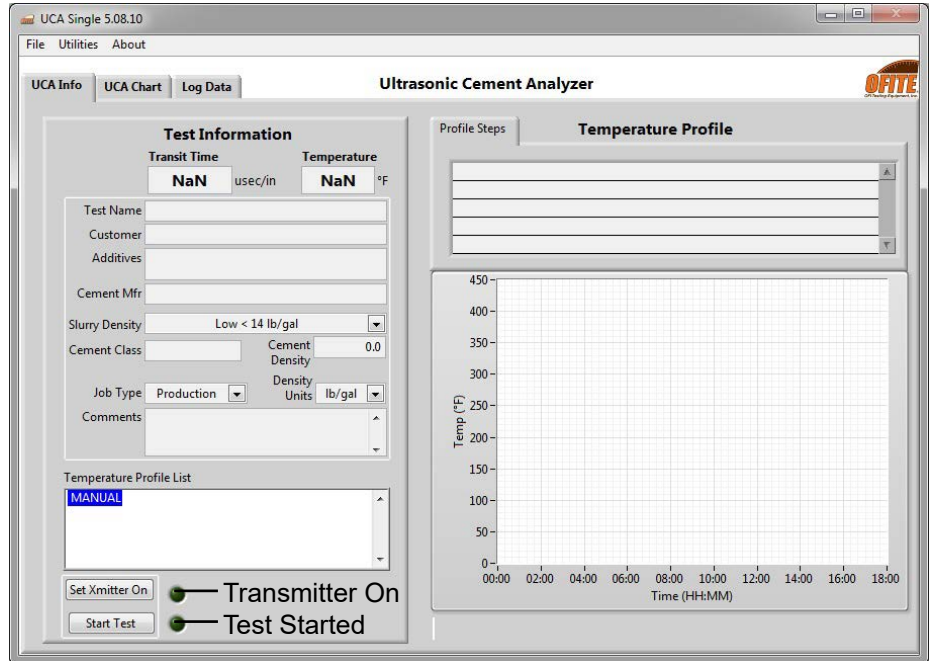 UCA Single 5.08.10
File Utilities About
UCA Info UCA Chart Log Data
Ultrasonic Cement Analyzer
OFITE
Test Information
Transit Time Temperature
NaN usec/in NaN °F
Test Name
Customer
Additives
Cement Mfr
Slurry Density Low < 14 lb/gal
Cement Class Cement Density 0.0
Job Type Production Density Units lb/gal
Comments
Temperature Profile List
MANUAL
Set Xmitter On Transmitter On
Start Test Test Started
Profile Steps Temperature Profile
450
400
350
300
250
200
150
100
50
0
Temp (°F)
00:00 02:00 04:00 06:00 08:00 10:00 12:00 14:00 16:00 18:00
Time (HH:MM)